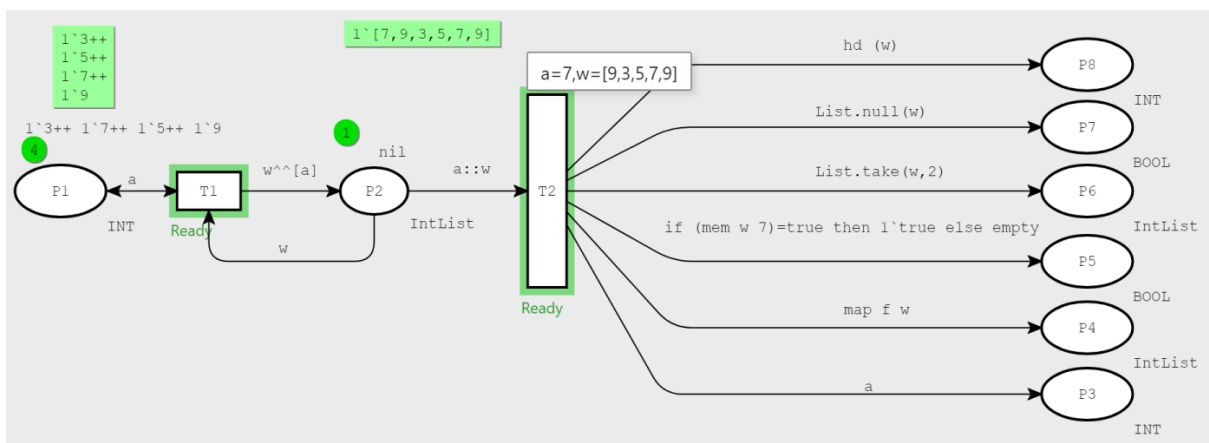 1`3++
1`5++
1`7++
1`9
1`[7,9,3,5,7,9]
1`3++ 1`7++ 1`5++ 1`9
4
P1
INT
a
T1
Ready
w^^[a]
w
1
nil
P2
IntList
a::w
a=7,w=[9,3,5,7,9]
T2
Ready
hd (w)
P8
INT
List.null(w)
P7
BOOL
List.take(w,2)
P6
IntList
if (mem w 7)=true then 1`true else empty
P5
BOOL
map f w
P4
IntList
a
P3
INT